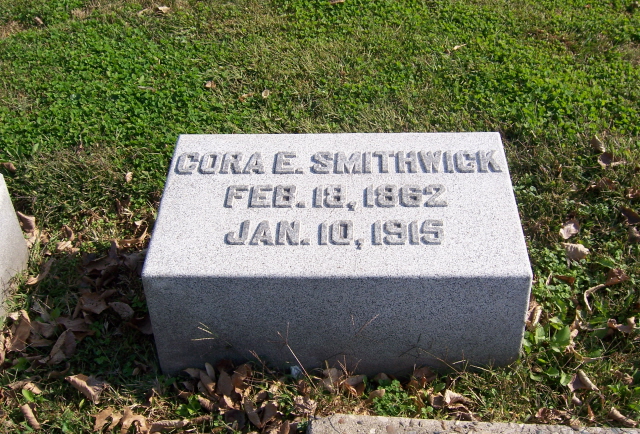 CORA E. SMITHWICK
FEB. 18, 1862
JAN. 10, 1915